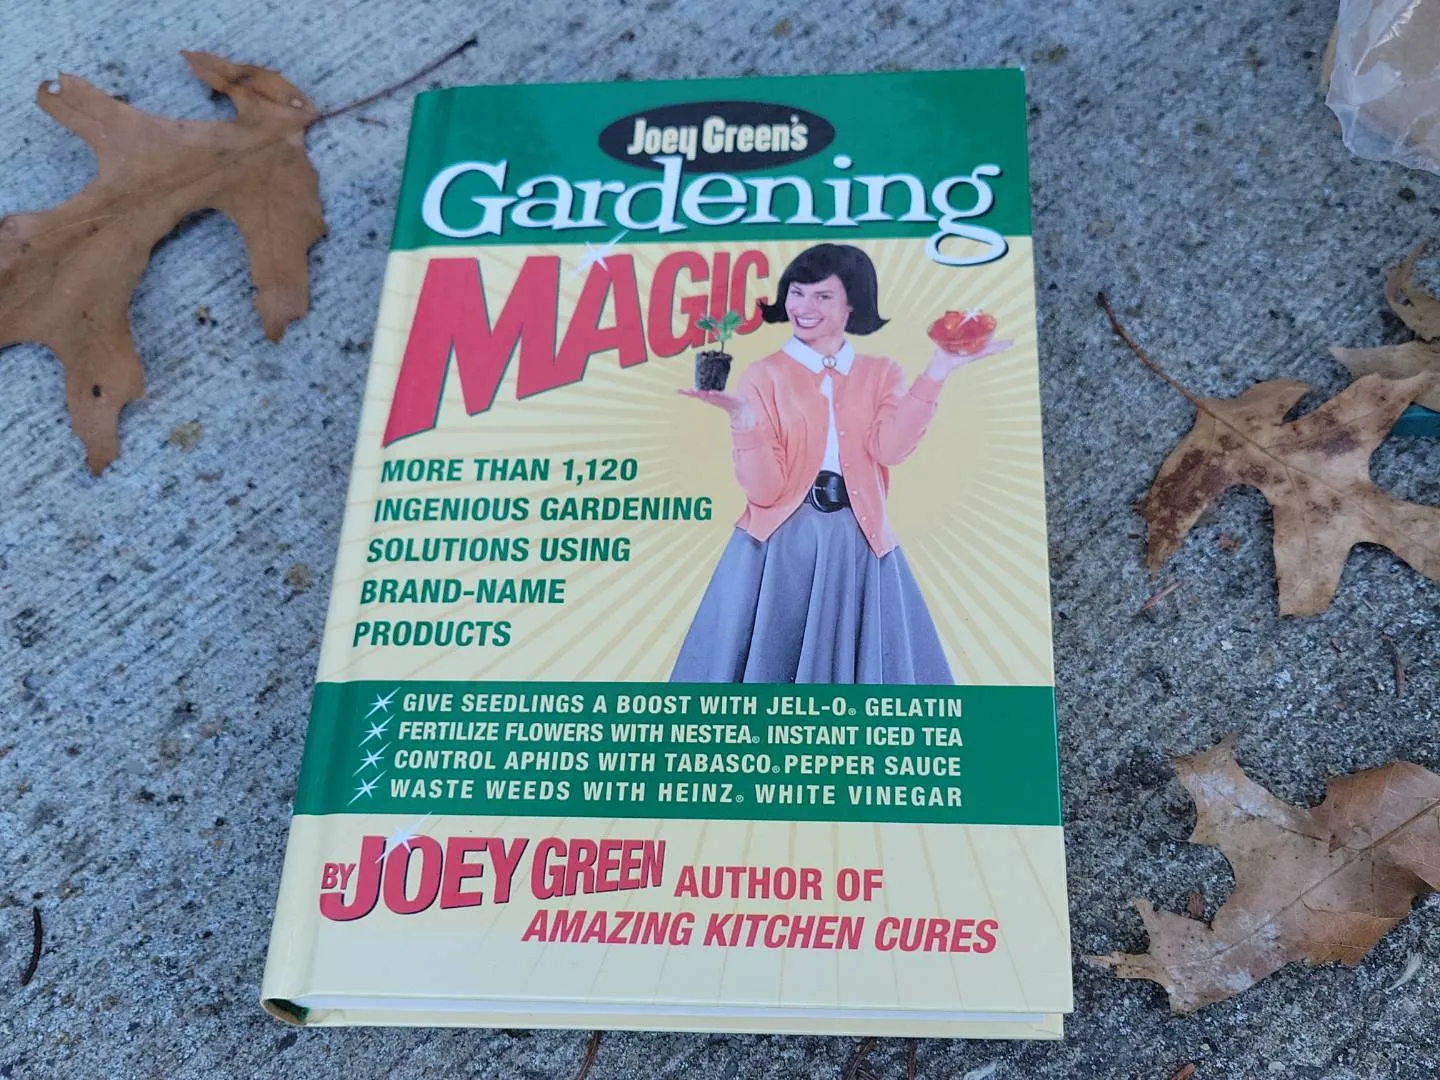 Joey Green's
Gardening
MAGIC
MORE THAN 1,120
INGENIOUS GARDENING
SOLUTIONS USING
BRAND-NAME
PRODUCTS
GIVE SEEDLINGS A BOOST WITH JELL-O® GELATIN
FERTILIZE FLOWERS WITH NESTEA® INSTANT ICED TEA
CONTROL APHIDS WITH TABASCO® PEPPER SAUCE
WASTE WEEDS WITH HEINZ® WHITE VINEGAR
BY JOEY GREEN AUTHOR OF
AMAZING KITCHEN CURES